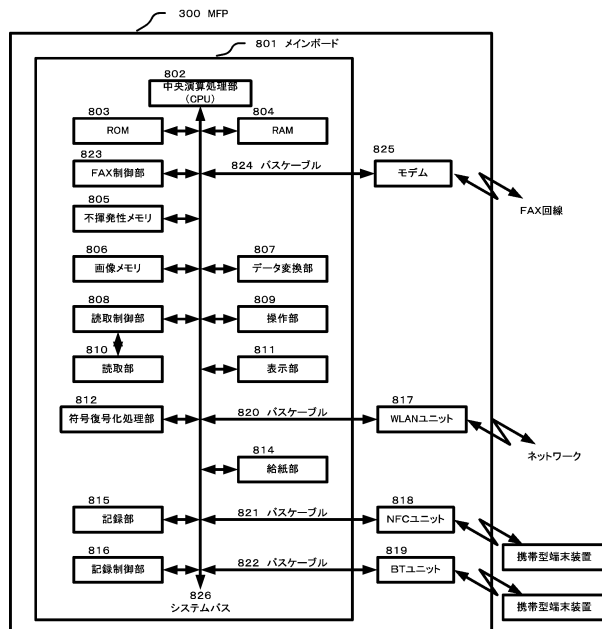 300 MFP
801 メインボード
802
中央演算処理部
(CPU)
803
ROM
804
RAM
823
FAX制御部
824 バスケーブル
825
モデム
FAX回線
805
不揮発性メモリ
806
画像メモリ
807
データ変換部
808
読取制御部
809
操作部
810
読取部
811
表示部
812
符号復号化処理部
820 バスケーブル
817
WLANユニット
ネットワーク
814
給紙部
815
記録部
821 バスケーブル
818
NFCユニット
携帯型端末装置
816
記録制御部
822 バスケーブル
819
BTユニット
携帯型端末装置
826
システムバス